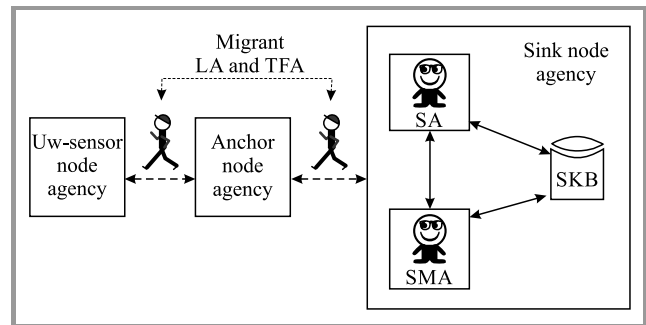 Migrant
LA and TFA
Uw-sensor
node
agency
Anchor
node
agency
Sink node
agency
SA
SKB
SMA